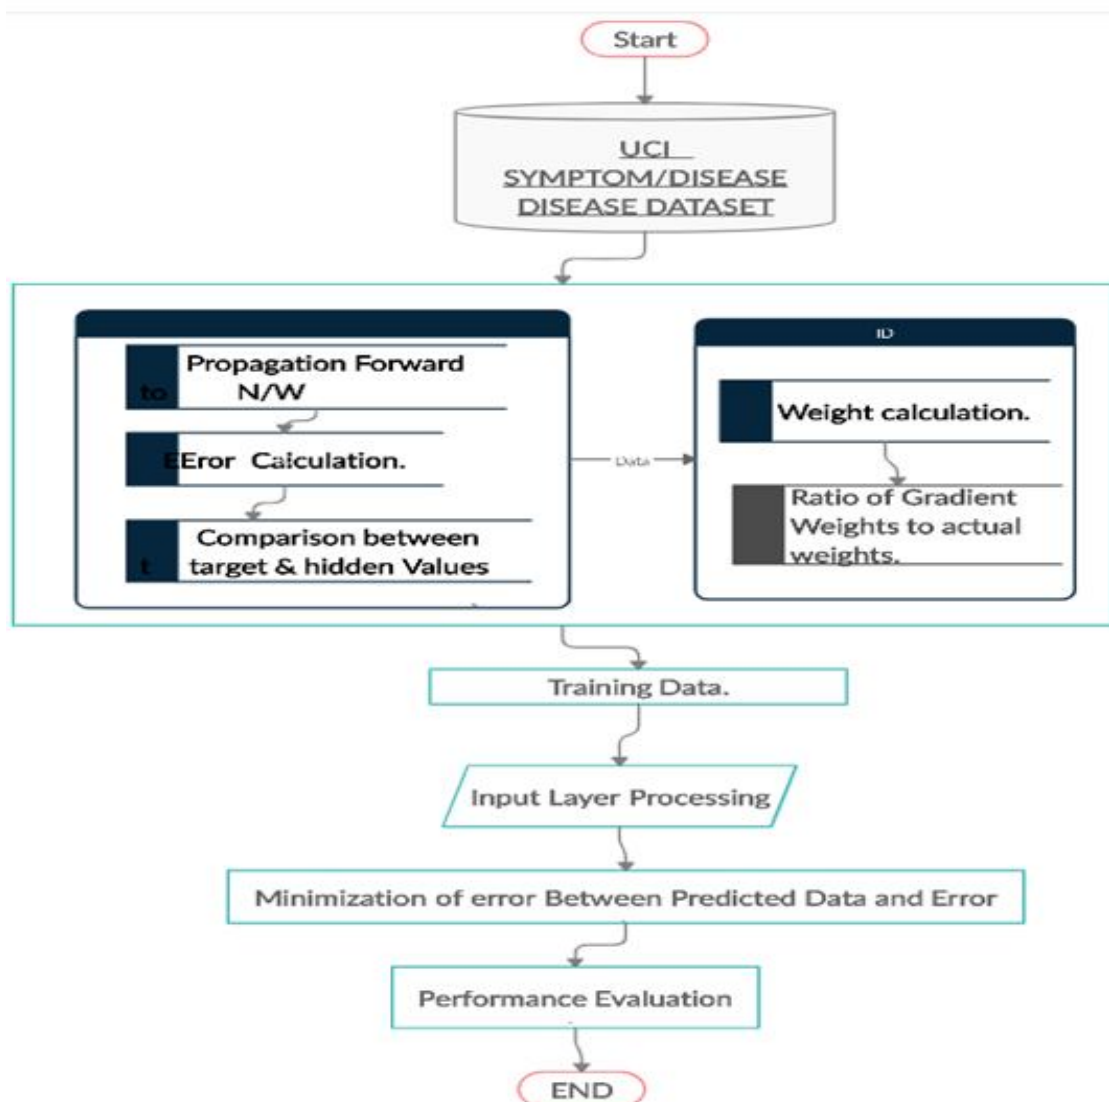 Start
UCI
SYMPTOM/DISEASE
DISEASE DATASET
Propagation Forward
to N/W
EEror Calculation.
Comparison between
t target & hidden Values
Data
ID
Weight calculation.
Ratio of Gradient
Weights to actual
weights.
Training Data.
Input Layer Processing
Minimization of error Between Predicted Data and Error
Performance Evaluation
END